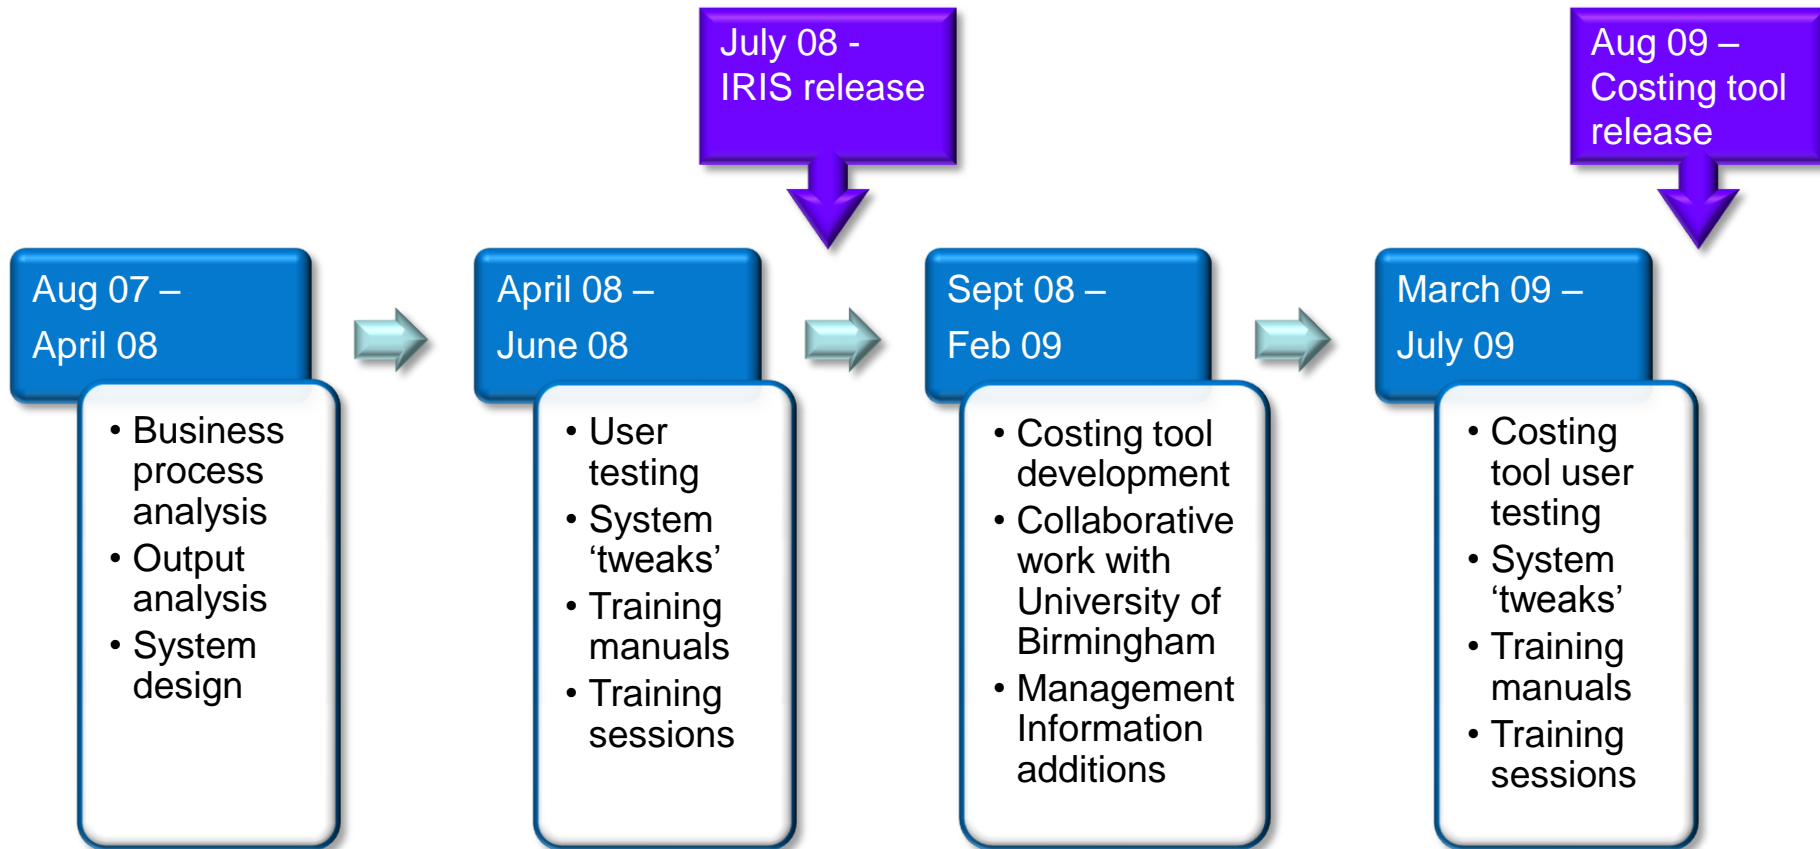 July 08 -
IRIS release
Aug 09 –
Costing tool
release
Aug 07 –
April 08
• Business
process
analysis
• Output
analysis
• System
design
April 08 –
June 08
• User
testing
• System
‘tweaks’
• Training
manuals
• Training
sessions
Sept 08 –
Feb 09
• Costing tool
development
• Collaborative
work with
University of
Birmingham
• Management
Information
additions
March 09 –
July 09
• Costing
tool user
testing
• System
‘tweaks’
• Training
manuals
• Training
sessions